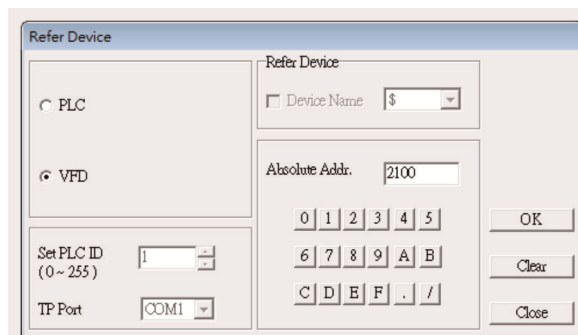 Refer Device
PLC
VFD
Set PLC ID
(0 ~ 255)
1
TP Port
COM1
Refer Device
Device Name
$
Absolute Addr.
2100
0 1 2 3 4 5
6 7 8 9 A B
C D E F . /
OK
Clear
Close